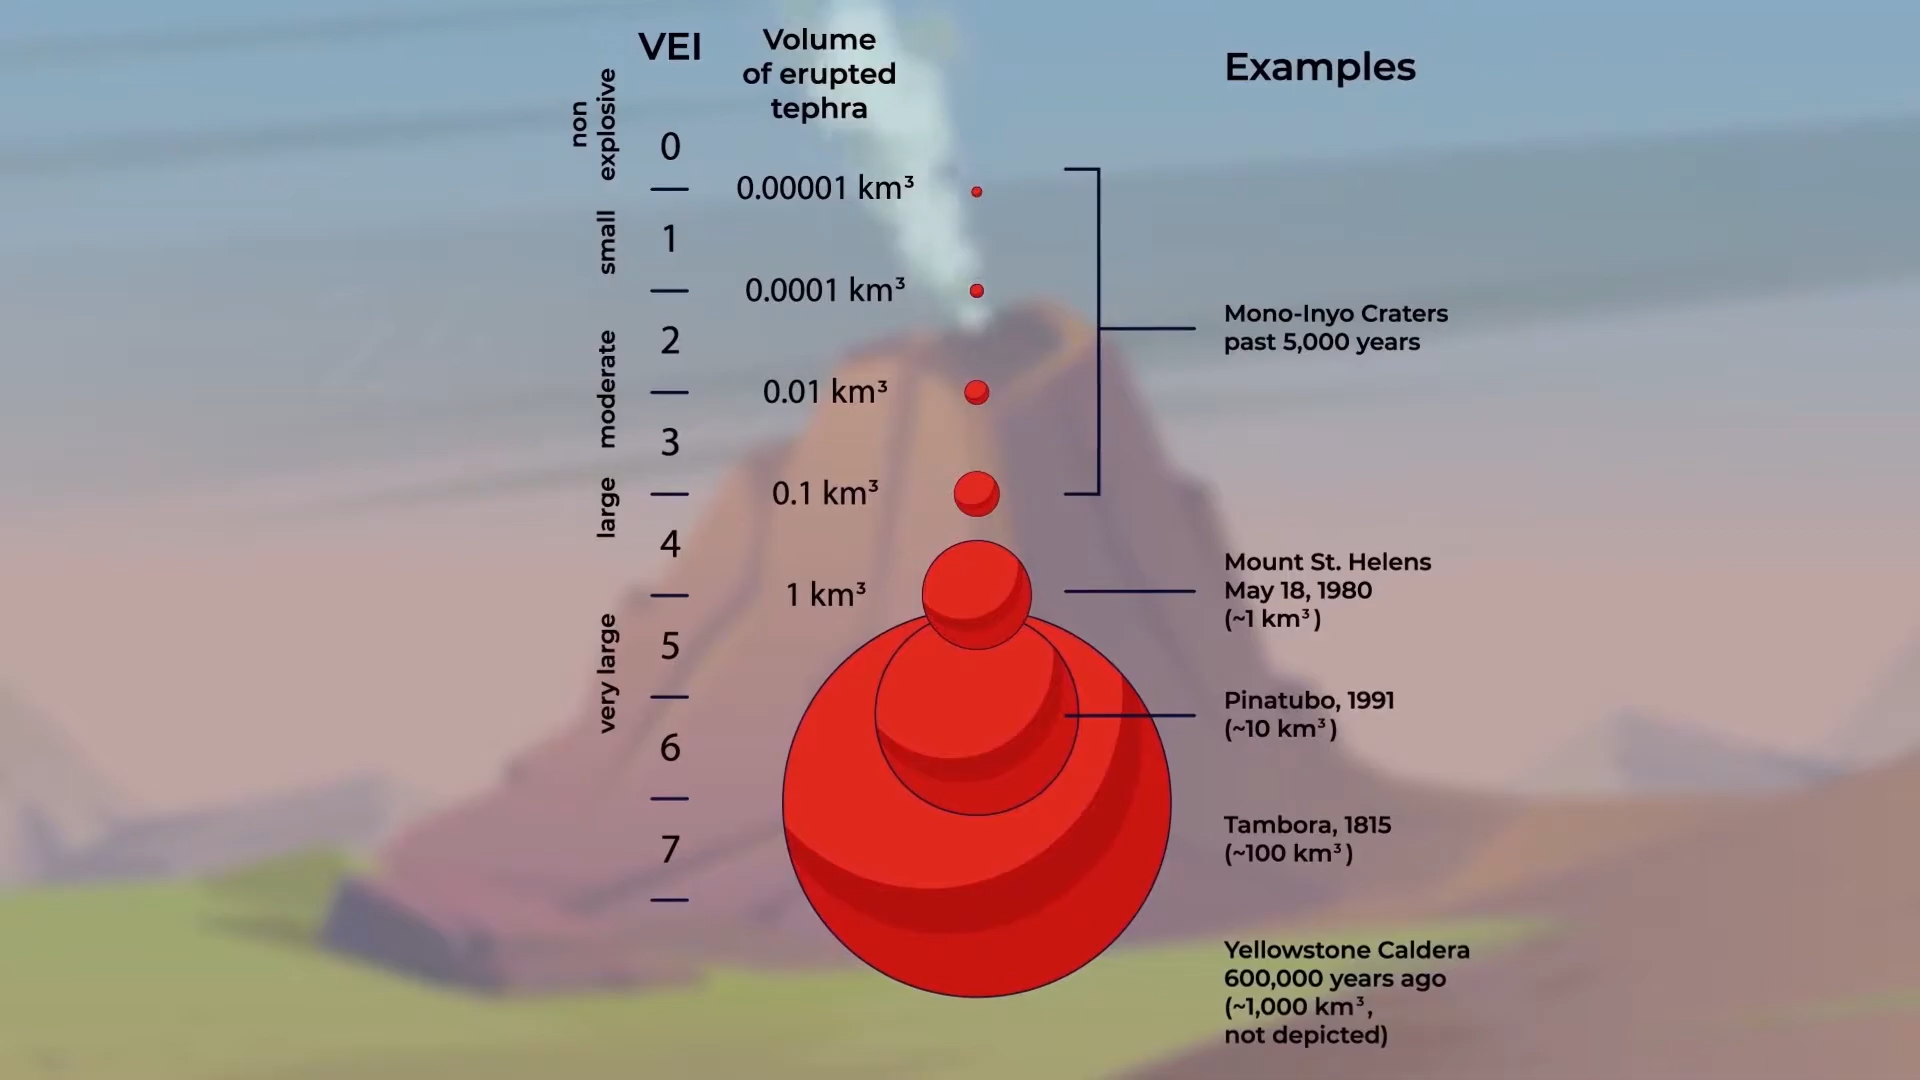 VEI
Volume
of erupted
tephra
Examples
non
explosive
0
0.00001 km³
small
1
0.0001 km³
moderate
2
0.01 km³
3
0.1 km³
large
4
1 km³
very large
5
6
7
Mono-Inyo Craters
past 5,000 years
Mount St. Helens
May 18, 1980
(~1 km³)
Pinatubo, 1991
(~10 km³)
Tambora, 1815
(~100 km³)
Yellowstone Caldera
600,000 years ago
(~1,000 km³,
not depicted)